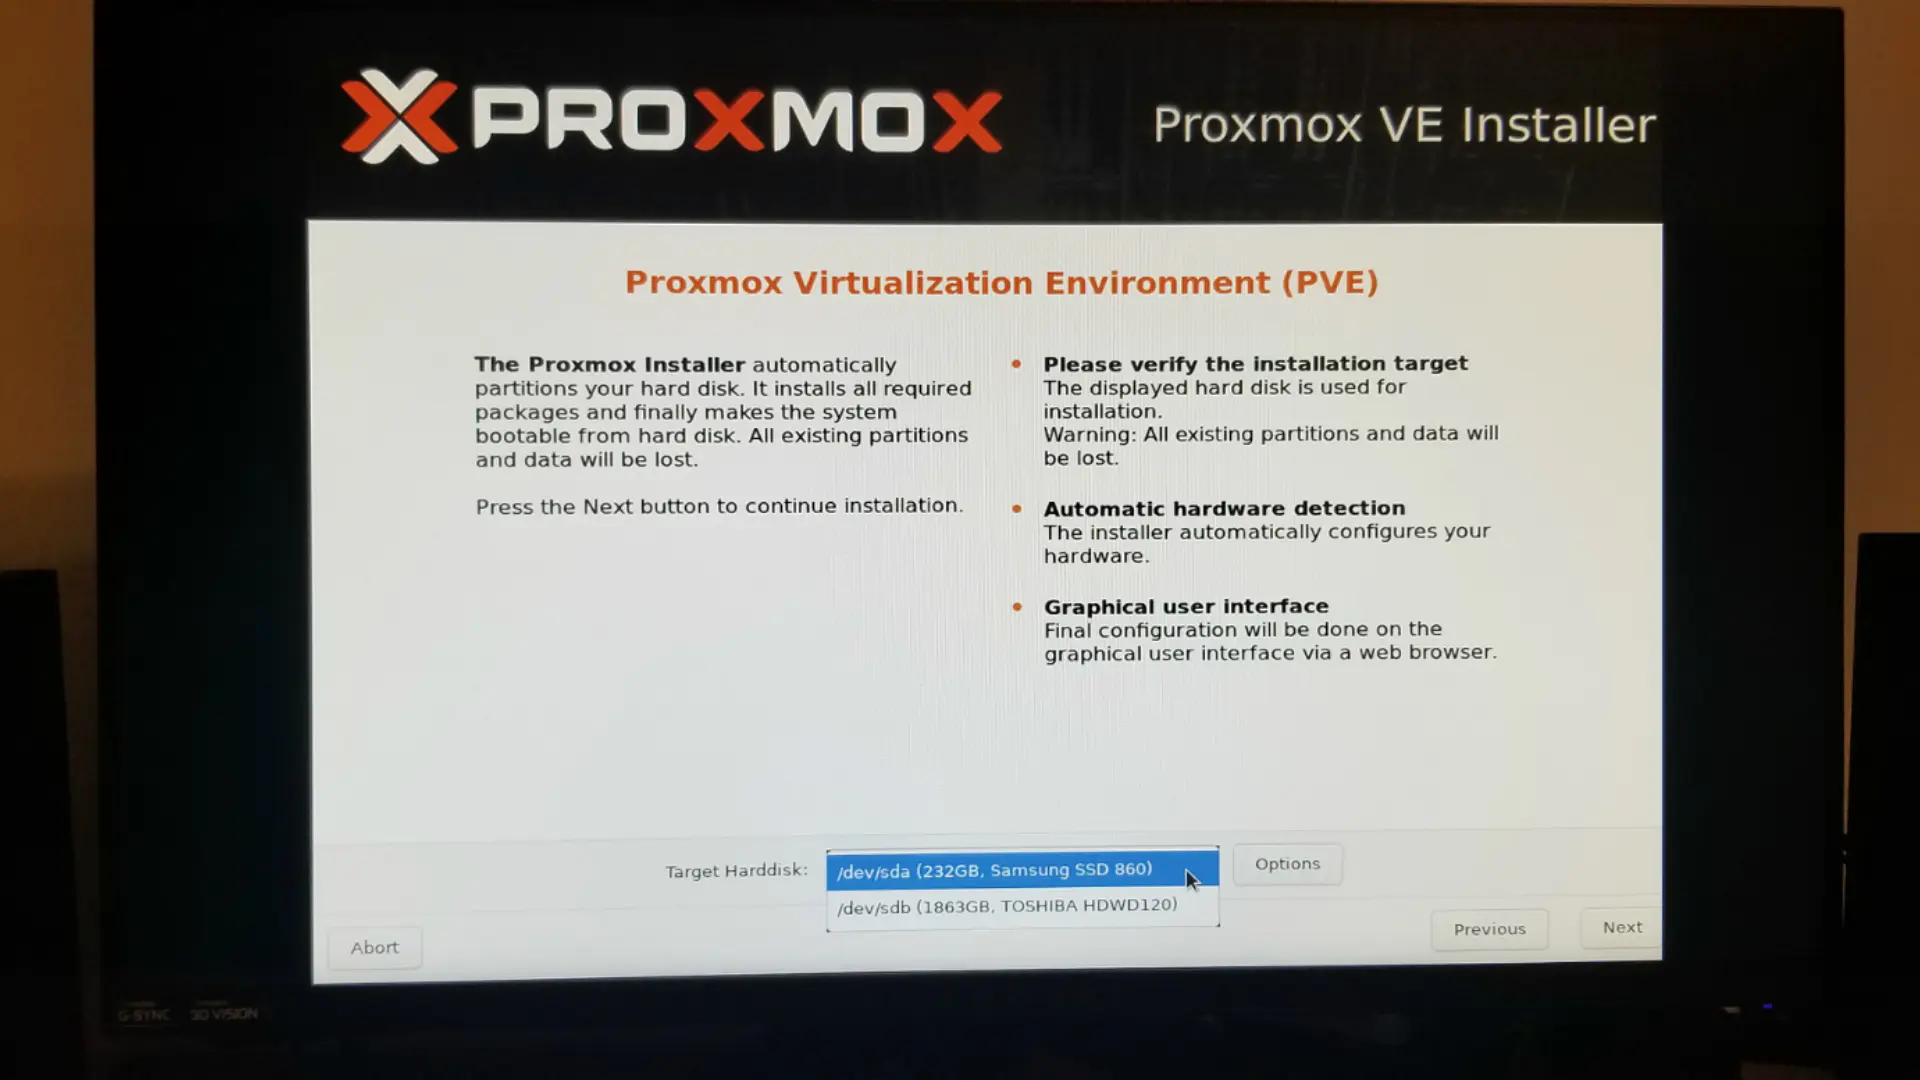 PROXMOX
Proxmox VE Installer
Proxmox Virtualization Environment (PVE)
The Proxmox Installer automatically
partitions your hard disk. It installs all required
packages and finally makes the system
bootable from hard disk. All existing partitions
and data will be lost.
Press the Next button to continue installation.
• Please verify the installation target
The displayed hard disk is used for
installation.
Warning: All existing partitions and data will
be lost.
• Automatic hardware detection
The installer automatically configures your
hardware.
• Graphical user interface
Final configuration will be done on the
graphical user interface via a web browser.
Target Harddisk:
/dev/sda (232GB, Samsung SSD 860)
/dev/sdb (1863GB, TOSHIBA HDWD120)
Options
Abort
Previous
Next
G-SYNC
3D VISION